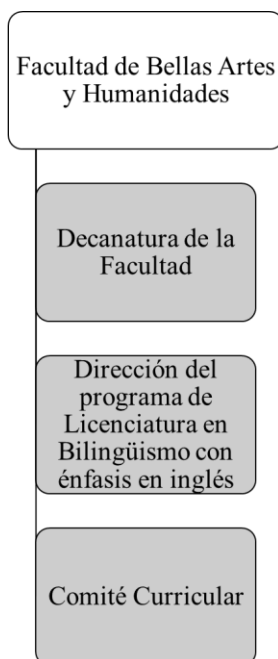 Facultad de Bellas Artes
y Humanidades
Decanatura de la
Facultad
Dirección del
programa de
Licenciatura en
Bilingüismo con
énfasis en inglés
Comité Curricular